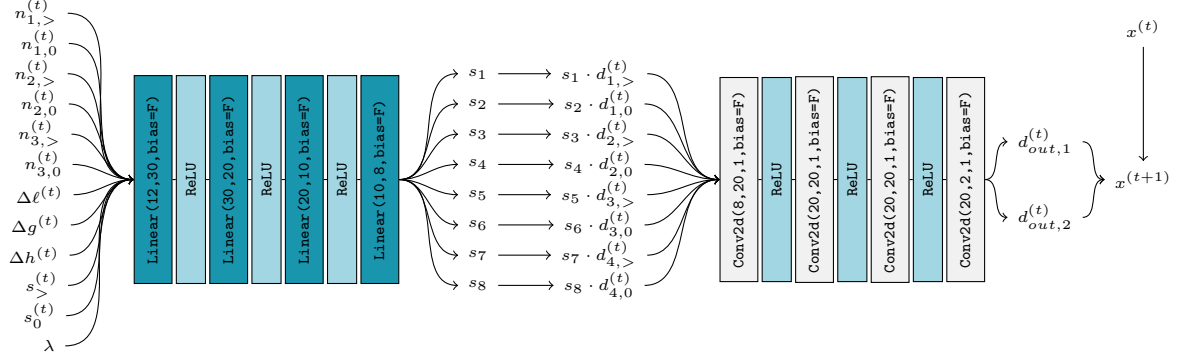 n_{1,>}^{(t)}
n_{1,0}^{(t)}
n_{2,>}^{(t)}
n_{2,0}^{(t)}
n_{3,>}^{(t)}
n_{3,0}^{(t)}
Δℓ^{(t)}
Δg^{(t)}
Δh^{(t)}
s_{>}^{(t)}
s_{0}^{(t)}
λ
Linear(12,30,bias=F)
ReLU
Linear(30,20,bias=F)
ReLU
Linear(20,10,bias=F)
ReLU
Linear(10,8,bias=F)
s_1
s_2
s_3
s_4
s_5
s_6
s_7
s_8
s_1 · d_{1,>}^{(t)}
s_2 · d_{1,0}^{(t)}
s_3 · d_{2,>}^{(t)}
s_4 · d_{2,0}^{(t)}
s_5 · d_{3,>}^{(t)}
s_6 · d_{3,0}^{(t)}
s_7 · d_{4,>}^{(t)}
s_8 · d_{4,0}^{(t)}
Conv2d(8,20,1,bias=F)
ReLU
Conv2d(20,20,1,bias=F)
ReLU
Conv2d(20,20,1,bias=F)
ReLU
Conv2d(20,2,1,bias=F)
d_{out,1}^{(t)}
d_{out,2}^{(t)}
x^{(t)}
x^{(t+1)}